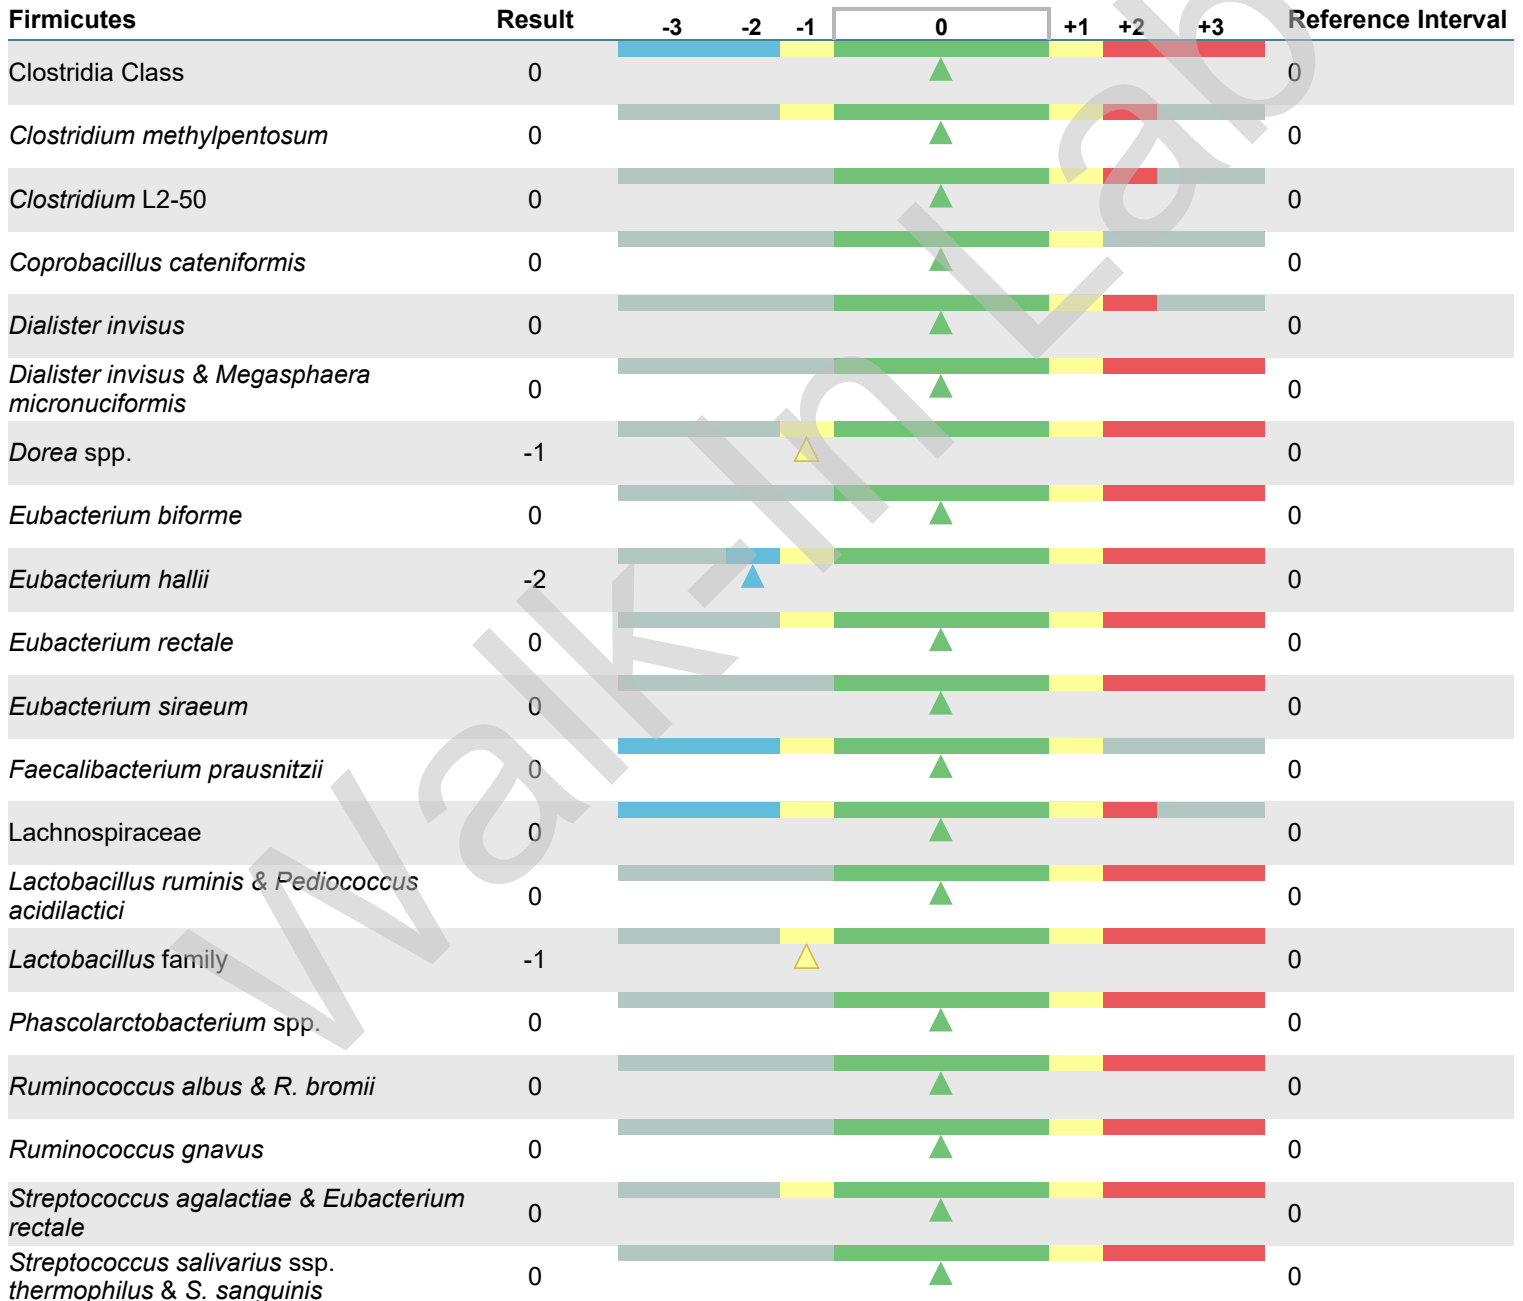 Firmicutes Result -3 -2 -1 0 +1 +2 +3 Reference Interval
Clostridia Class 0 0
Clostridium methylpentosum 0 0
Clostridium L2-50 0 0
Coprobacillus cateniformis 0 0
Dialister invisus 0 0
Dialister invisus & Megasphaera
micronuciformis 0 0
Dorea spp. -1 0
Eubacterium biforme 0 0
Eubacterium hallii -2 0
Eubacterium rectale 0 0
Eubacterium siraeum 0 0
Faecalibacterium prausnitzii 0 0
Lachnospiraceae 0 0
Lactobacillus ruminis & Pediococcus
acidilactici 0 0
Lactobacillus family -1 0
Phascolarctobacterium spp. 0 0
Ruminococcus albus & R. bromii 0 0
Ruminococcus gnavus 0 0
Streptococcus agalactiae & Eubacterium
rectale 0 0
Streptococcus salivarius ssp.
thermophilus & S. sanguinis 0 0
Walk-In Lab